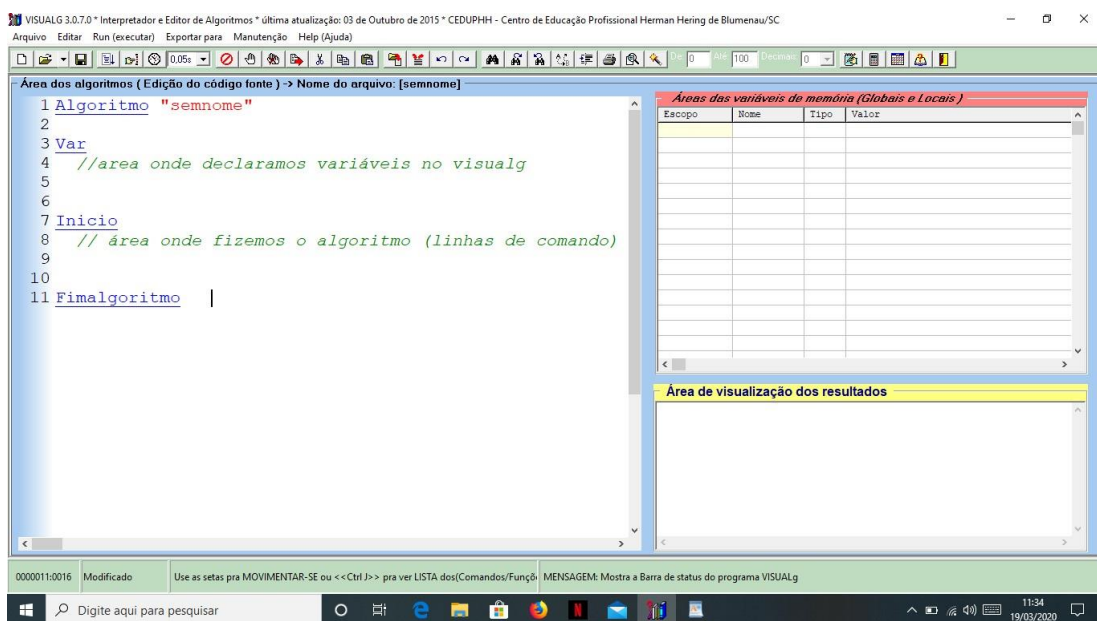 VISUALG 3.0.7.0 * Interpretador e Editor de Algoritmos * última atualização: 03 de Outubro de 2015 * CEDUPHH - Centro de Educação Profissional Herman Hering de Blumenau/SC
Arquivo Editar Run (executar) Exportar para Manutenção Help (Ajuda)
0.05s De: 0 Até 100 Decimais 0
Área dos algoritmos ( Edição do código fonte ) -> Nome do arquivo: [semnome]
1 Algoritmo "semnome"
2
3 Var
4 //area onde declaramos variáveis no visualg
5
6
7 Inicio
8 // área onde fizemos o algoritmo (linhas de comando)
9
10
11 Fimalgoritmo
Áreas das variáveis de memória (Globais e Locais )
Escopo Nome Tipo Valor
Área de visualização dos resultados
0000011:0016 Modificado Use as setas pra MOVIMENTAR-SE ou <<Ctrl J>> pra ver LISTA dos(Comandos/Funçõ MENSAGEM: Mostra a Barra de status do programa VISUALg
Digite aqui para pesquisar N 11:34
19/03/2020